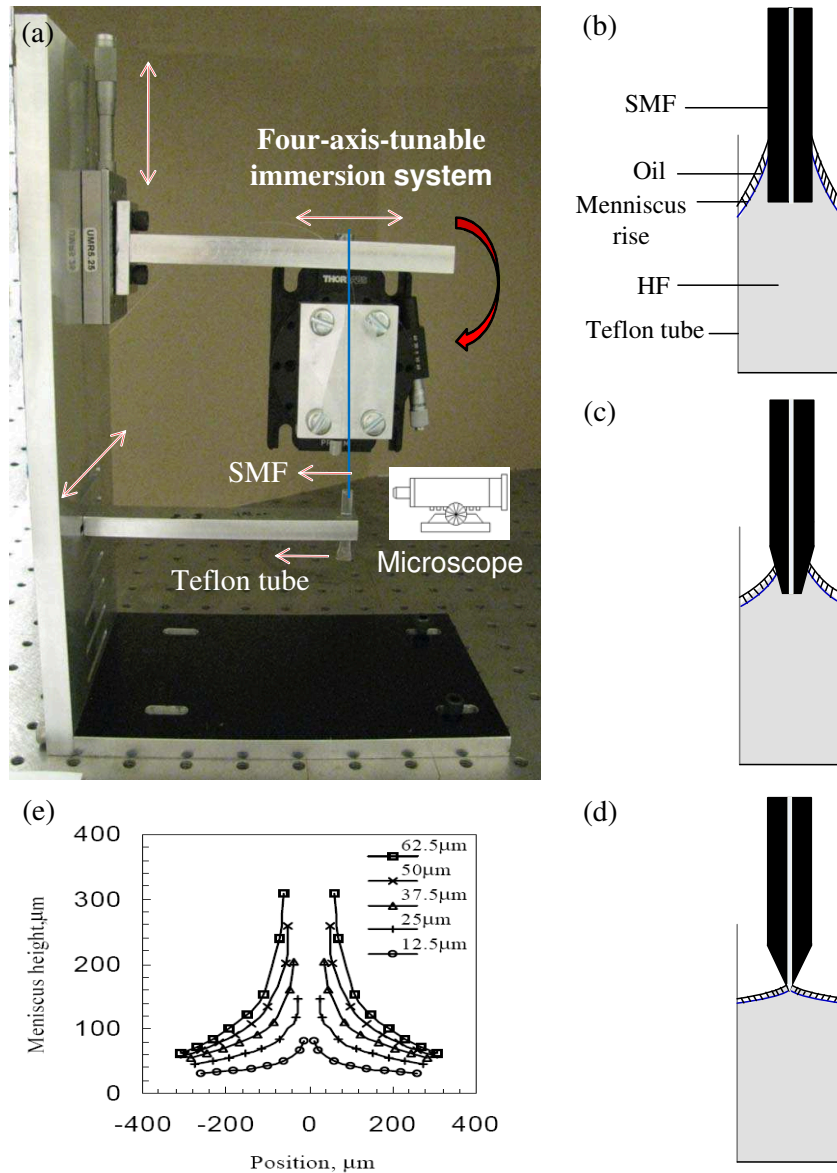 (a)
Four-axis-tunable
immersion system
UMR5.25
THORLABS
SMF
Teflon tube
Microscope
(b)
SMF
Oil
Menniscus
rise
HF
Teflon tube
(c)
(d)
(e)
400
300
200
100
0
Meniscus height,µm
62.5µm
50µm
37.5µm
25µm
12.5µm
-400
-200
0
200
400
Position, µm